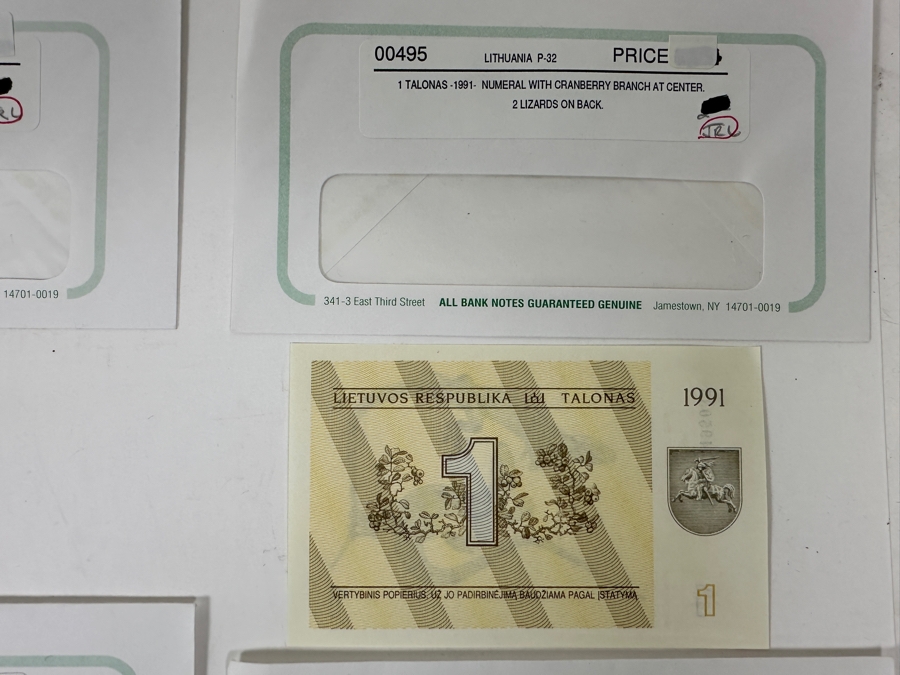 00495 LITHUANIA P-32 PRICE
1 TALONAS -1991- NUMERAL WITH CRANBERRY BRANCH AT CENTER.
2 LIZARDS ON BACK.
JRL
14701-0019
341-3 East Third Street ALL BANK NOTES GUARANTEED GENUINE Jamestown, NY 14701-0019
LIETUVOS RESPUBLIKA TALONAS
1991
1
VERTYBINIS POPIERIUS. UŽ JO PADIRBINĖJIMĄ BAUDŽIAMA PAGAL ĮSTATYMĄ
1